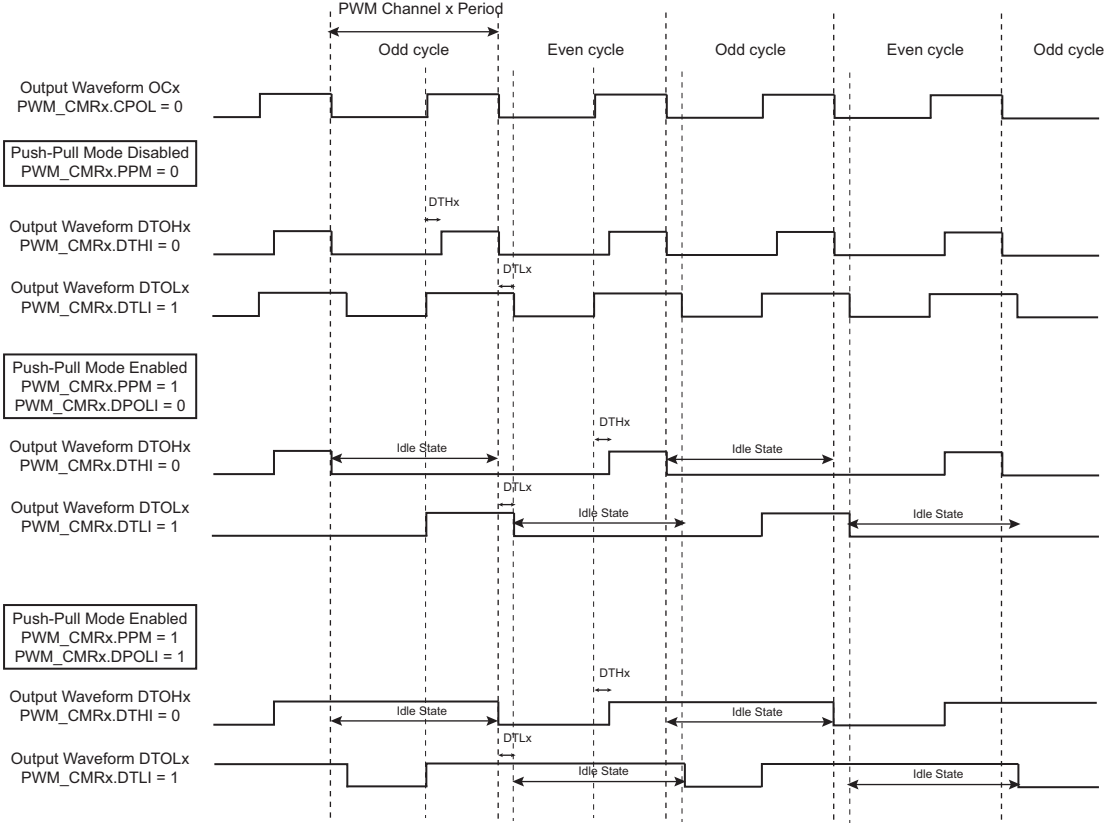 PWM Channel x Period
Odd cycle
Even cycle
Odd cycle
Even cycle
Odd cycle
Output Waveform OCx
PWM_CMRx.CPOL = 0
Push-Pull Mode Disabled
PWM_CMRx.PPM = 0
DTHx
Output Waveform DTOHx
PWM_CMRx.DTHI = 0
DTLx
Output Waveform DTOLx
PWM_CMRx.DTLI = 1
Push-Pull Mode Enabled
PWM_CMRx.PPM = 1
PWM_CMRx.DPOLI = 0
DTHx
Output Waveform DTOHx
PWM_CMRx.DTHI = 0
Idle State
Idle State
DTLx
Output Waveform DTOLx
PWM_CMRx.DTLI = 1
Idle State
Idle State
Push-Pull Mode Enabled
PWM_CMRx.PPM = 1
PWM_CMRx.DPOLI = 1
DTHx
Output Waveform DTOHx
PWM_CMRx.DTHI = 0
Idle State
Idle State
DTLx
Output Waveform DTOLx
PWM_CMRx.DTLI = 1
Idle State
Idle State